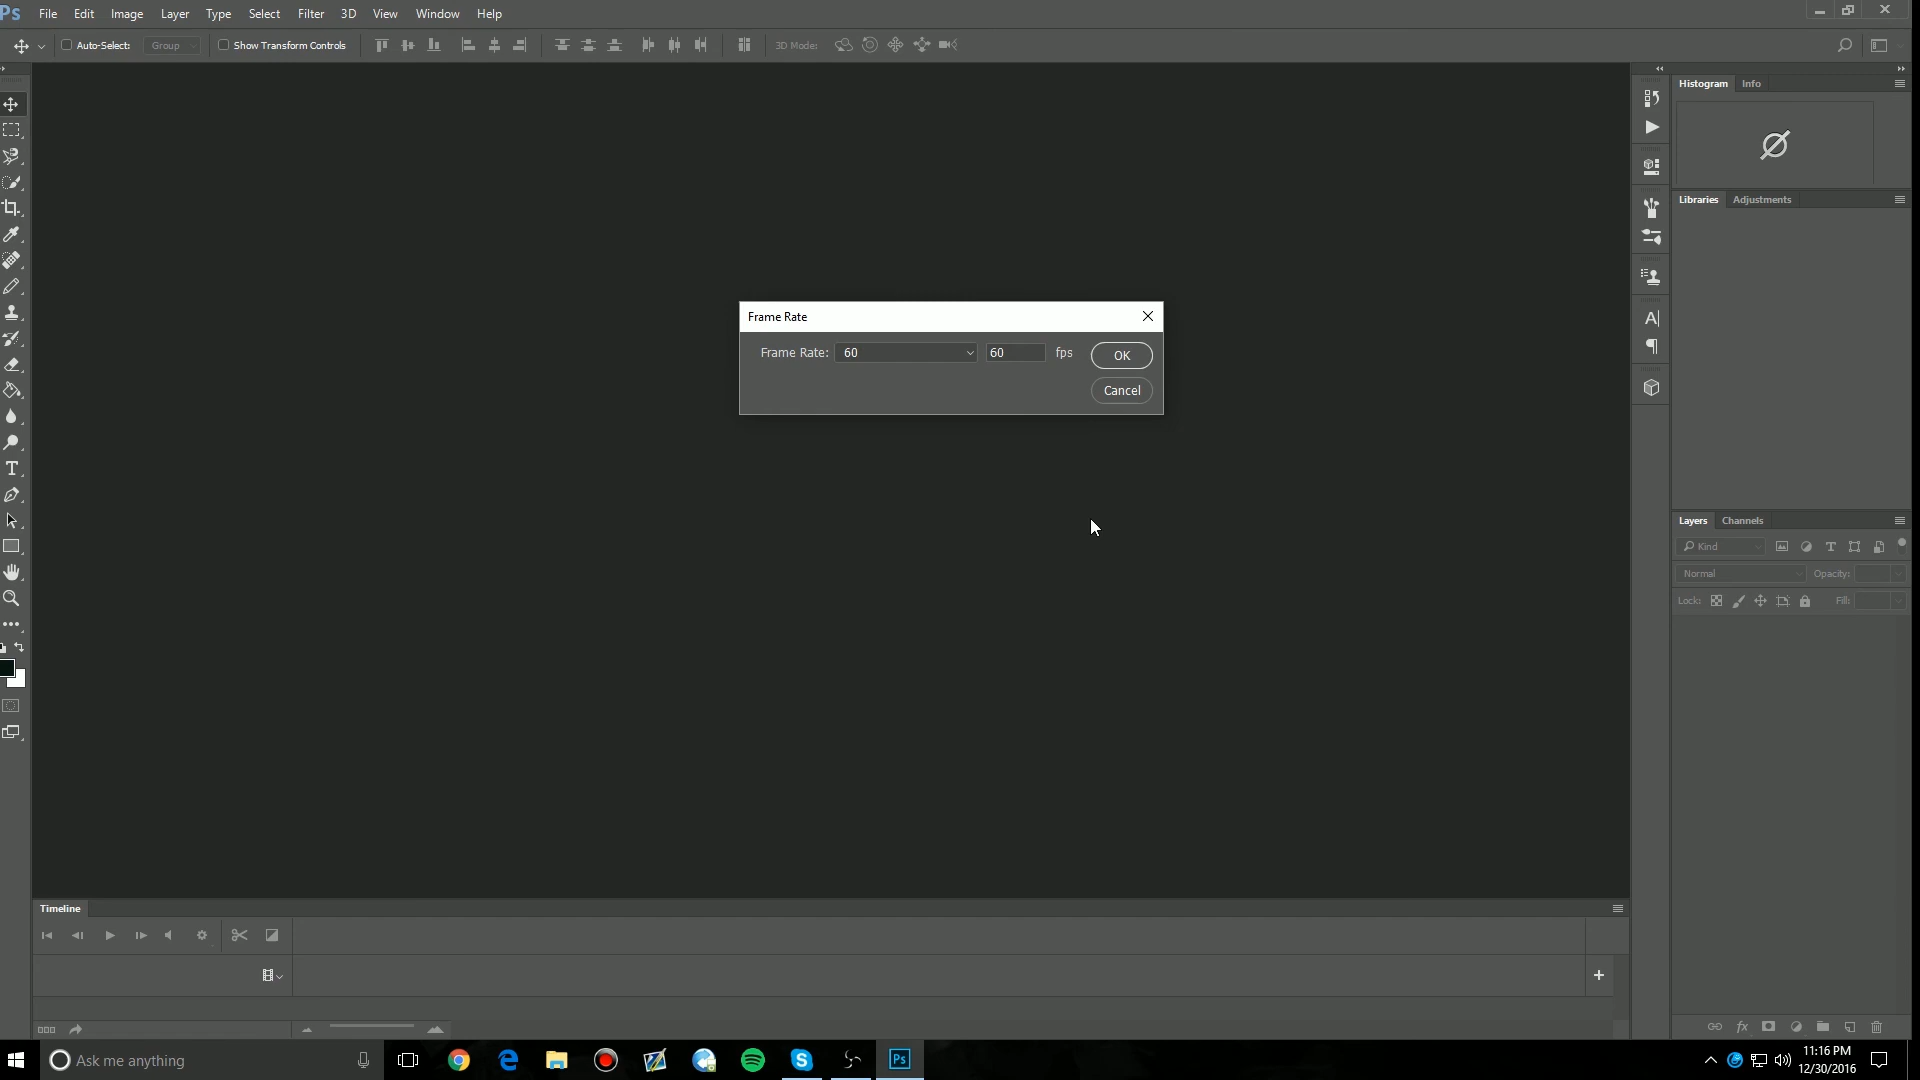 Ps File Edit Image Layer Type Select Filter 3D View Window Help
Auto-Select: Group Show Transform Controls 3D Mode:
Histogram Info
Libraries Adjustments
Frame Rate
Frame Rate: 60 60 fps OK
Cancel
Layers Channels
Kind
Normal Opacity:
Lock: Fill:
Timeline
Ask me anything
Ps
11:16 PM
12/30/2016